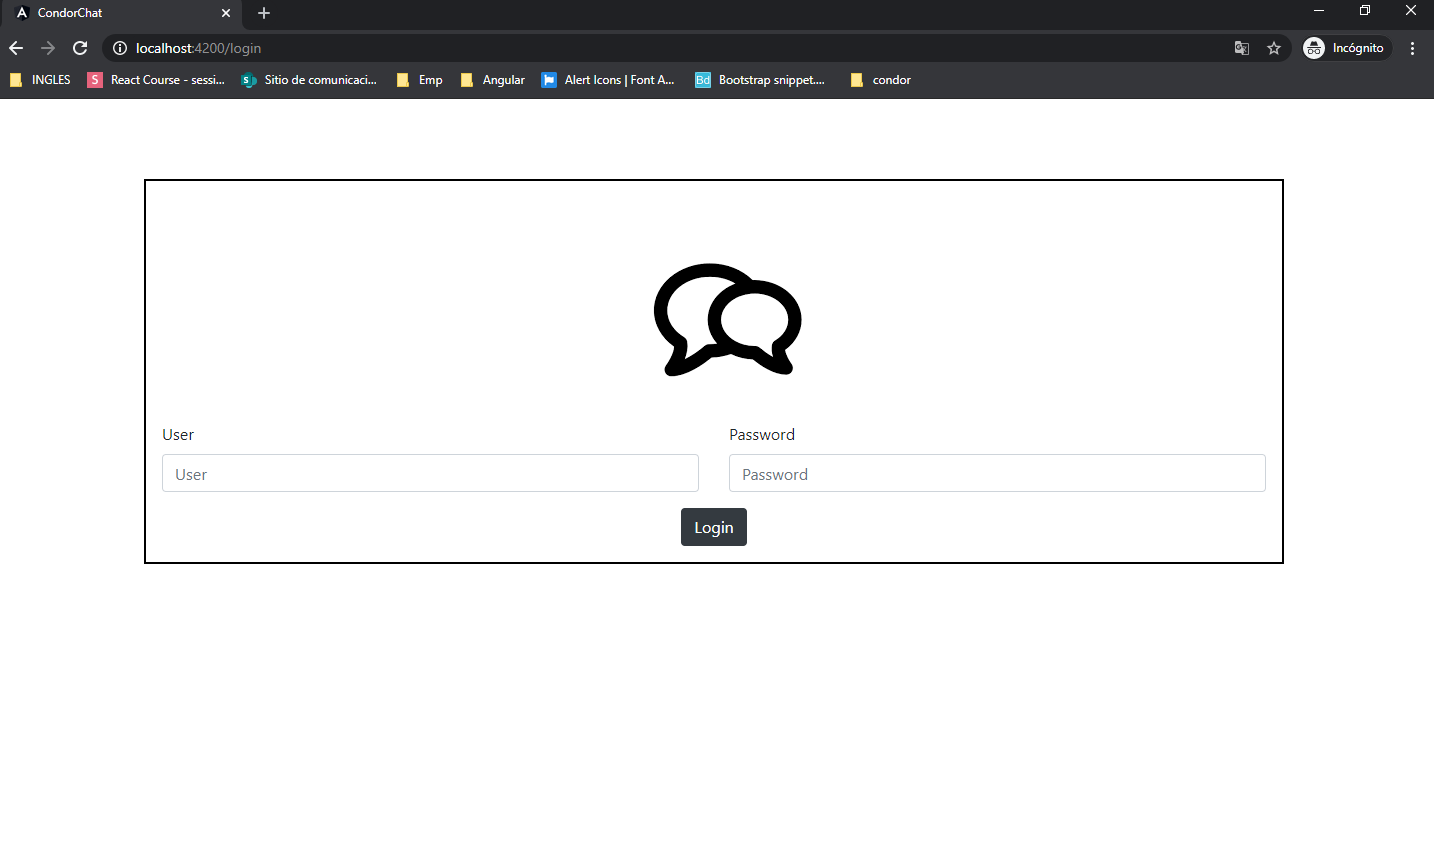 CondorChat
localhost:4200/login
Incógnito
INGLES
React Course - sessi...
Sitio de comunicaci...
Emp
Angular
Alert Icons | Font A...
Bd
Bootstrap snippet....
condor
User
Password
User
Password
Login